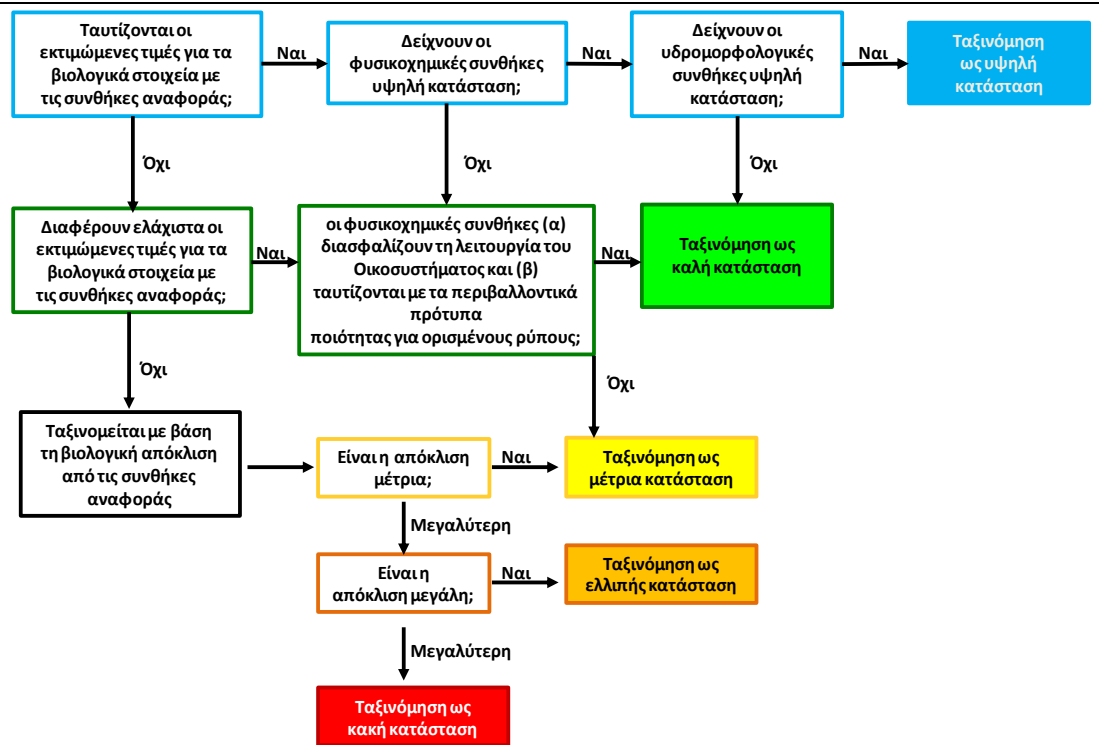 Ταυτίζονται οι
εκτιμώμενες τιμές για τα
βιολογικά στοιχεία με
τις συνθήκες αναφοράς;
Ναι
Δείχνουν οι
φυσικοχημικές συνθήκες
υψηλή κατάσταση;
Ναι
Δείχνουν οι
υδρομορφολογικές
συνθήκες υψηλή
κατάσταση;
Ναι
Ταξινόμηση
ως υψηλή
κατάσταση
Όχι
Όχι
Όχι
Διαφέρουν ελάχιστα οι
εκτιμώμενες τιμές για τα
βιολογικά στοιχεία με
τις συνθήκες αναφοράς;
Ναι
οι φυσικοχημικές συνθήκες (α)
διασφαλίζουν τη λειτουργία του
Οικοσυστήματος και (β)
ταυτίζονται με τα περιβαλλοντικά
πρότυπα
ποιότητας για ορισμένους ρύπους;
Ναι
Ταξινόμηση ως
καλή κατάσταση
Όχι
Όχι
Ταξινομείται με βάση
τη βιολογική απόκλιση
από τις συνθήκες
αναφοράς
Είναι η απόκλιση
μέτρια;
Ναι
Ταξινόμηση ως
μέτρια κατάσταση
Μεγαλύτερη
Είναι η
απόκλιση μεγάλη;
Ναι
Ταξινόμηση ως
ελλιπής κατάσταση
Μεγαλύτερη
Ταξινόμηση ως
κακή κατάσταση